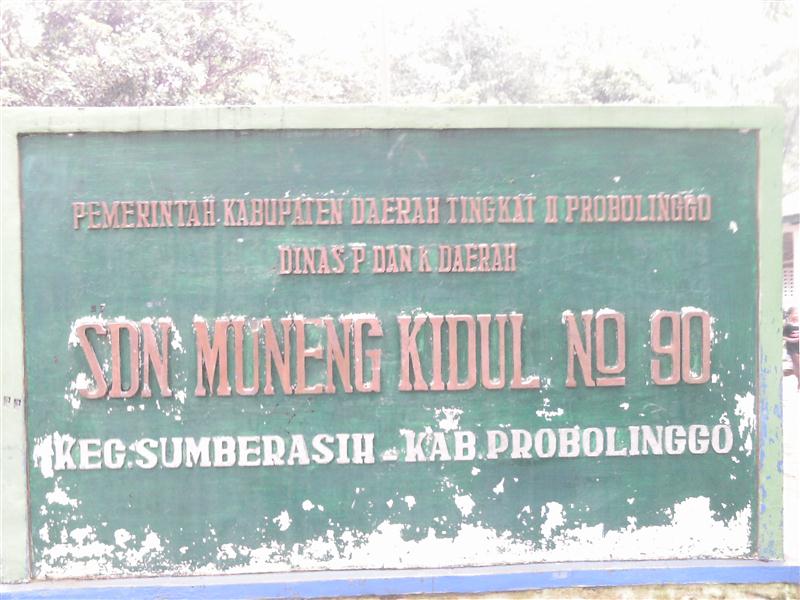 PEMERINTAH KABUPATEN DAERAH TINGKAT II PROBOLINGGO
DINAS P DAN K DAERAH
SDN MUNENG KIDUL NO 90
KEC.SUMBERASIH - KAB.PROBOLINGGO